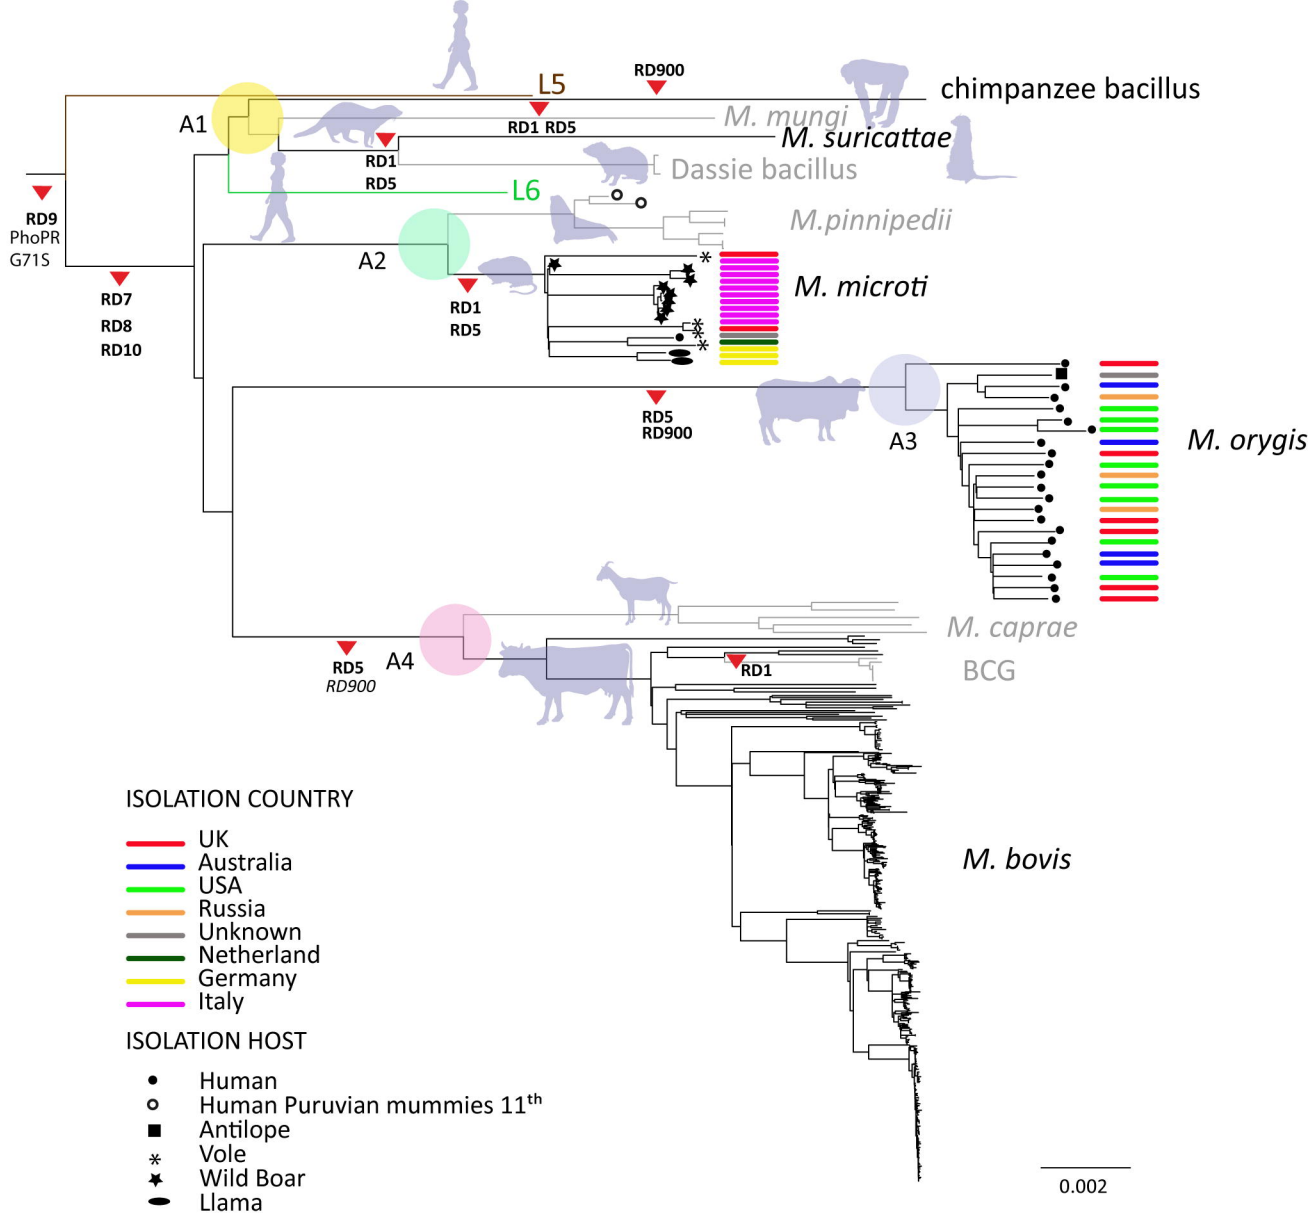 L5
RD900
chimpanzee bacillus
A1
M. mungi
RD1 RD5
M. suricattae
RD1
RD5
Dassie bacillus
L6
RD9
PhoPR
G71S
M.pinnipedii
A2
RD7
RD8
RD10
RD1
RD5
M. microti
RD5
RD900
A3
M. orygis
M. caprae
RD5
RD900
A4
RD1
BCG
M. bovis
ISOLATION COUNTRY
UK
Australia
USA
Russia
Unknown
Netherland
Germany
Italy
ISOLATION HOST
Human
Human Puruvian mummies 11th
Antilope
Vole
Wild Boar
Llama
0.002